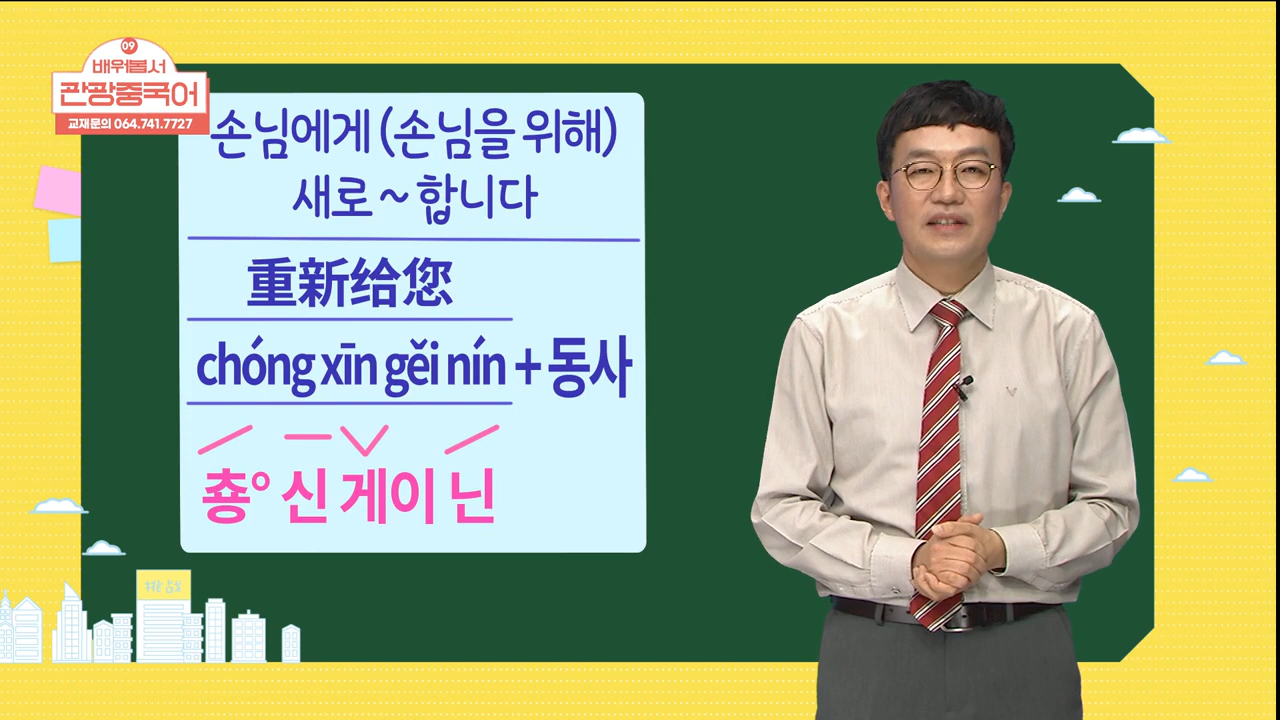 09
배워봅서
관광중국어
교재문의 064.741.7727
손님에게 (손님을 위해)
새로 ~ 합니다
重新给您
chóng xīn gěi nín + 동사
춍° 신 게이 닌